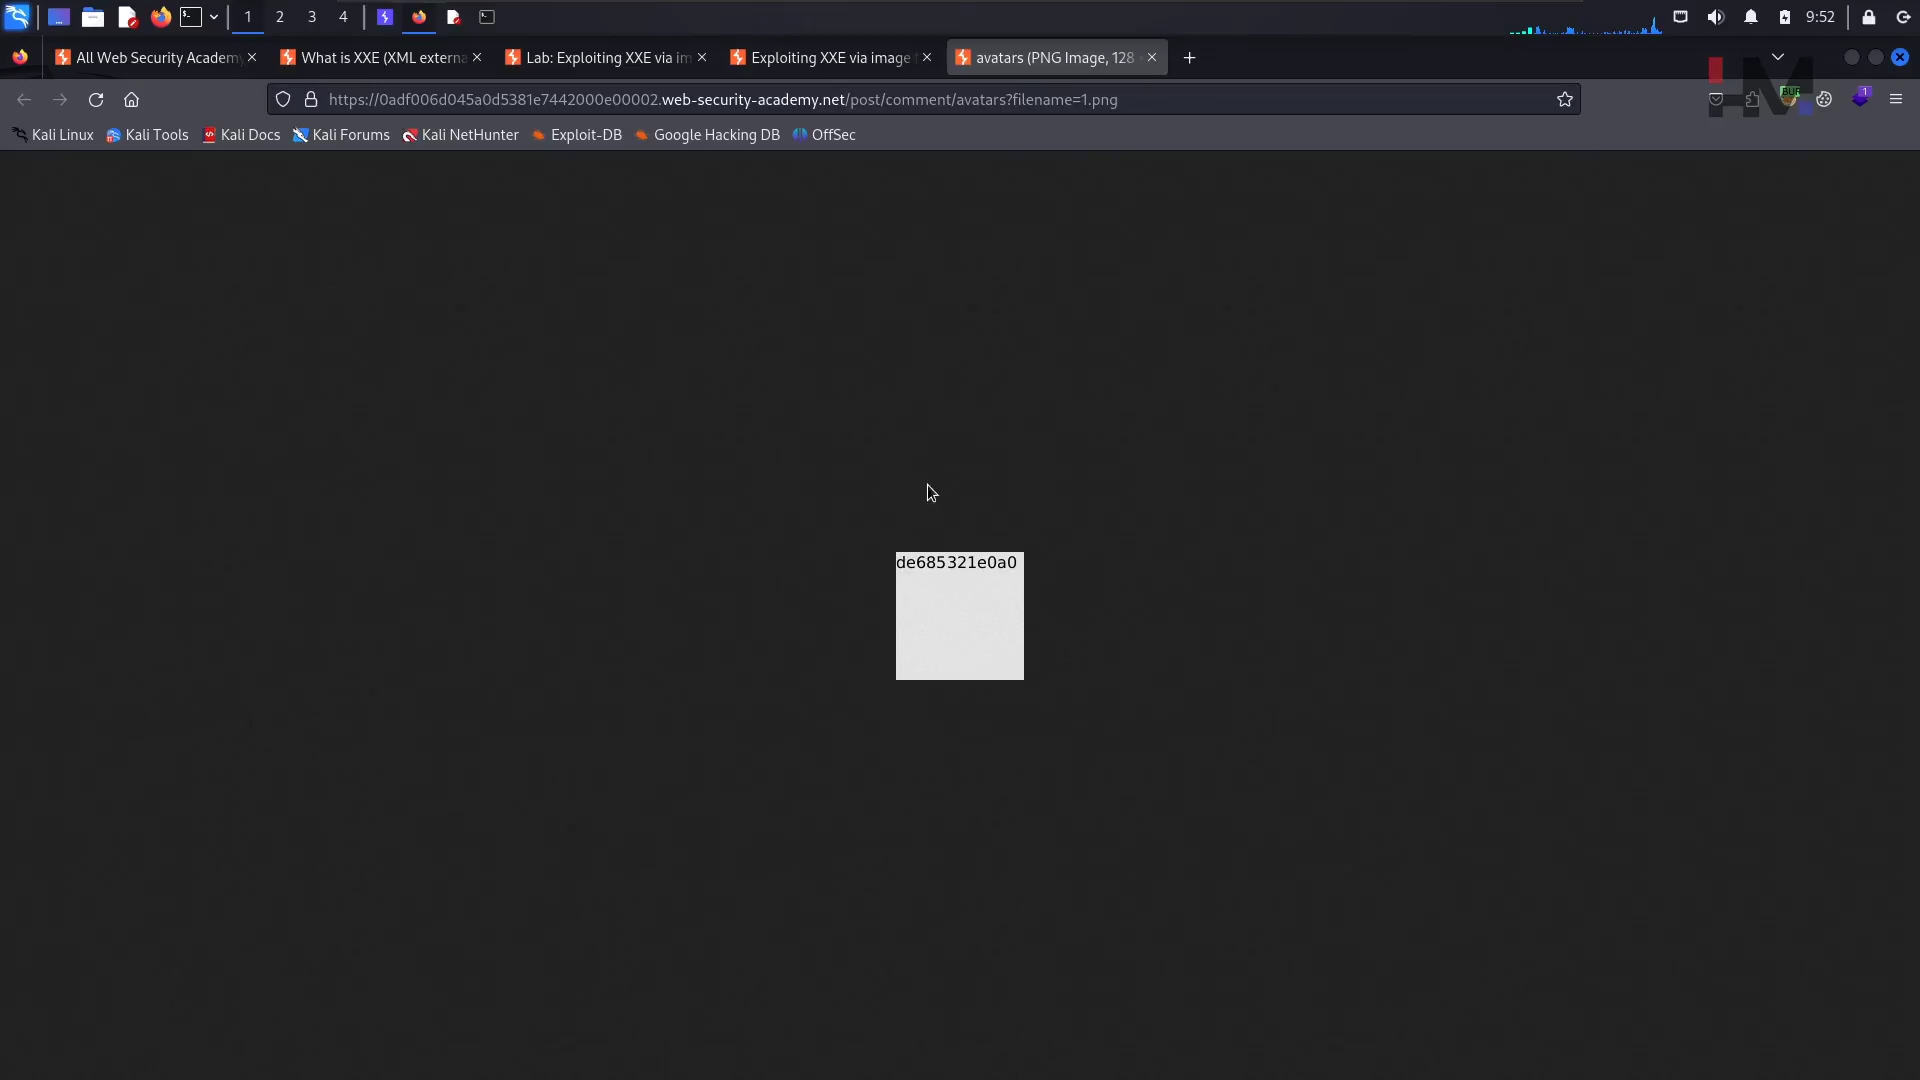 1 2 3 4 9:52
All Web Security Academy
What is XXE (XML externa
Lab: Exploiting XXE via im
Exploiting XXE via image
avatars (PNG Image, 128
https://0adf006d045a0d5381e7442000e00002.web-security-academy.net/post/comment/avatars?filename=1.png
BUR
1
Kali Linux Kali Tools Kali Docs Kali Forums Kali NetHunter Exploit-DB Google Hacking DB OffSec
de685321e0a0